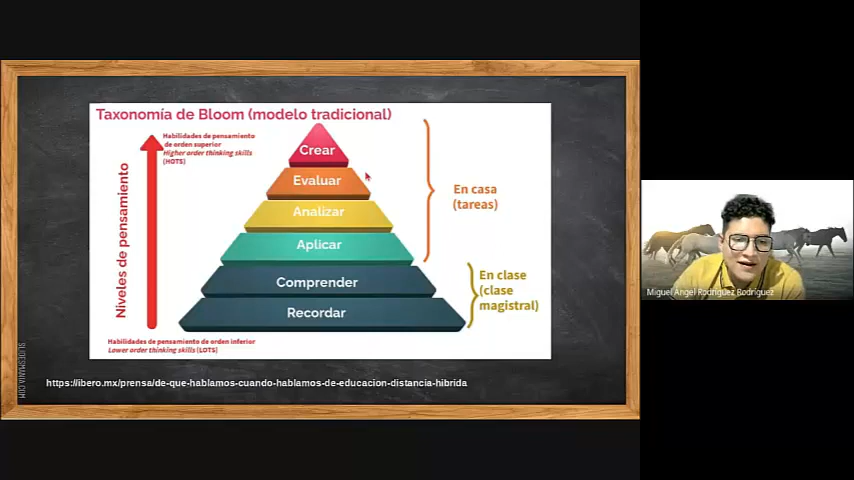 Taxonomía de Bloom (modelo tradicional)
Habilidades de pensamiento
de orden superior
Higher order thinking skills
(HOTS)
Niveles de pensamiento
Crear
Evaluar
Analizar
Aplicar
Comprender
Recordar
En casa
(tareas)
En clase
(clase
magistral)
Habilidades de pensamiento de orden inferior
Lower order thinking skills (LOTS)
SLIDESMANIA.COM
https://ibero.mx/prensa/de-que-hablamos-cuando-hablamos-de-educacion-distancia-hibrida
Miguel Angel Rodriguez Rodriguez